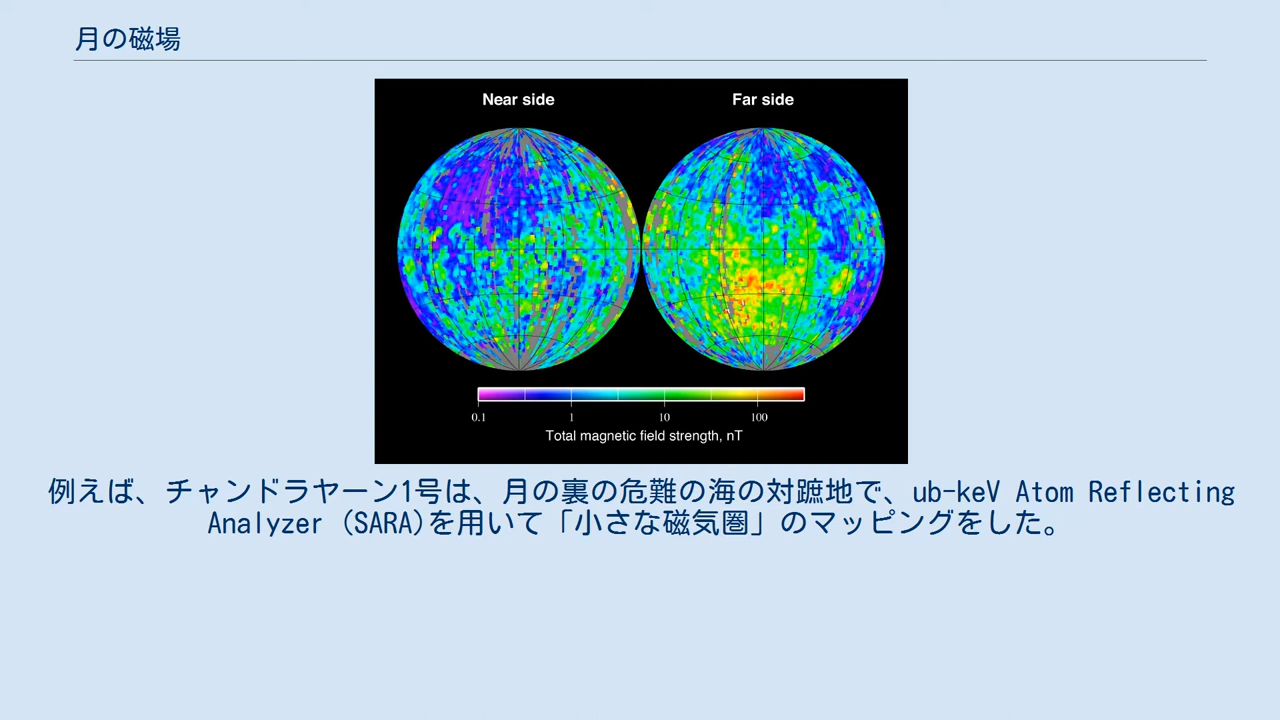 月の磁場
Near side
Far side
0.1
1
10
100
Total magnetic field strength, nT
例えば、チャンドラヤーン1号は、月の裏の危難の海の対蹠地で、ub-keV Atom Reflecting
Analyzer (SARA)を用いて「小さな磁気圏」のマッピングをした。